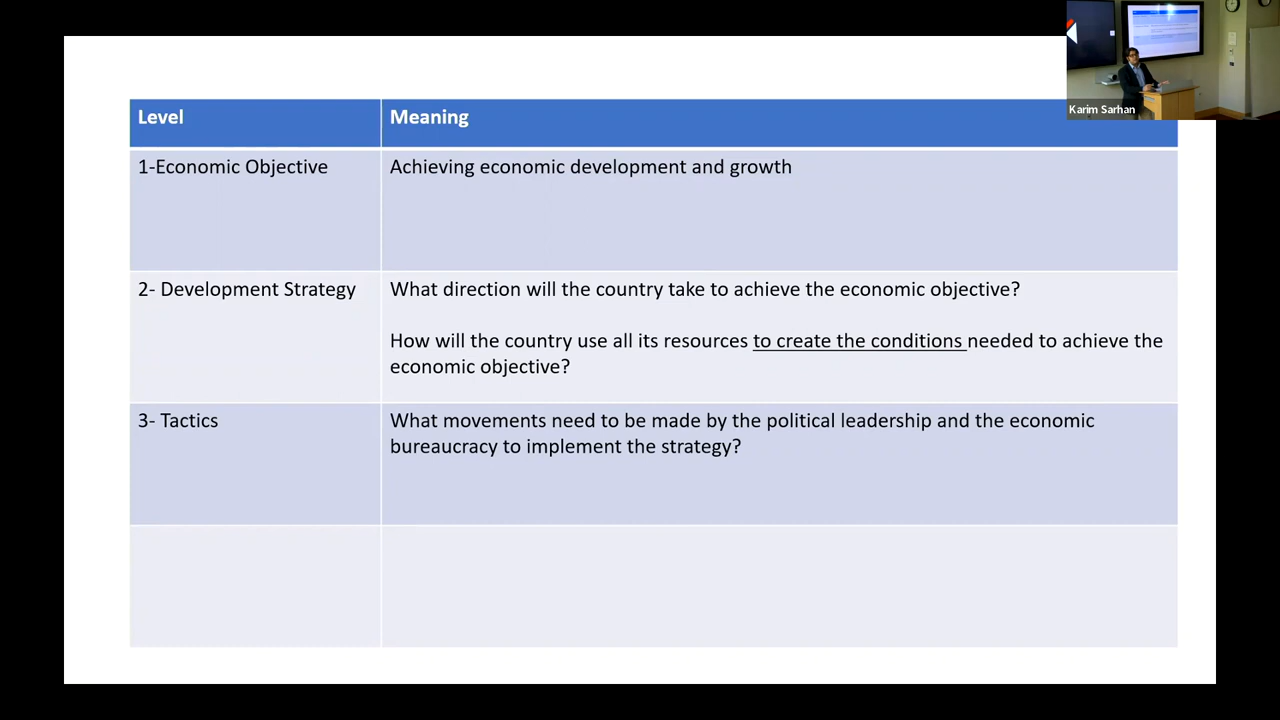 Karim Sarhan
Level
Meaning
1-Economic Objective
Achieving economic development and growth
2- Development Strategy
What direction will the country take to achieve the economic objective?
How will the country use all its resources to create the conditions needed to achieve the
economic objective?
3- Tactics
What movements need to be made by the political leadership and the economic
bureaucracy to implement the strategy?